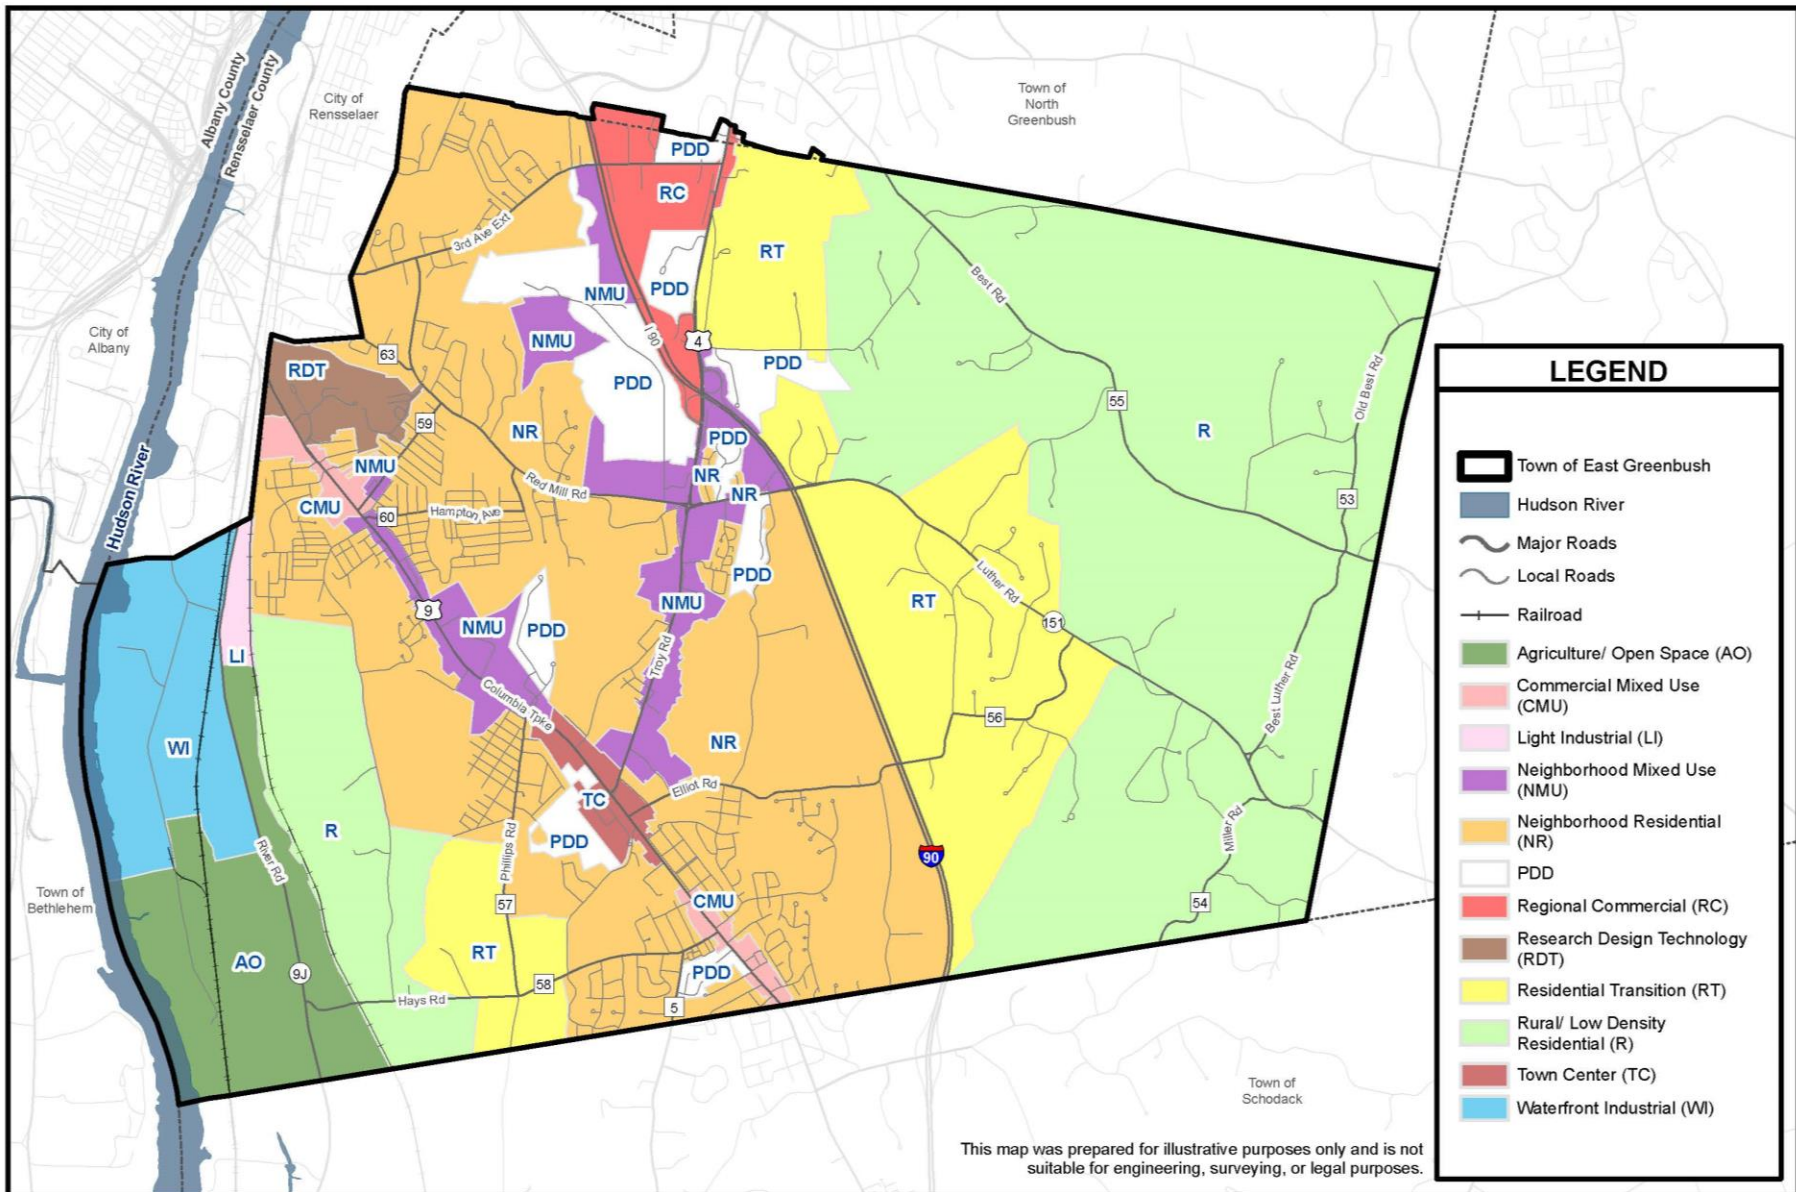 Albany County
Rensselaer County
City of
Rensselaer
Town of
North
Greenbush
PDD
RC
3rd Ave Ext
RT
Best Rd
NMU
PDD
City of
Albany
NMU
I 90
4
63
RDT
PDD
PDD
Old Best Rd
55
59
NR
PDD
R
Hudson River
NMU
NR
Red Mill Rd
NR
53
CMU
60
Hampton Ave
PDD
Luther Rd
9
NMU
RT
151
NMU
PDD
LI
Troy Rd
Columbia Tpke
Best Luther Rd
56
WI
NR
Elliot Rd
TC
R
PDD
Miller Rd
River Rd
Phillips Rd
90
Town of
Bethlehem
57
CMU
54
RT
AO
9J
PDD
58
Hays Rd
5
Town of
Schodack
This map was prepared for illustrative purposes only and is not
suitable for engineering, surveying, or legal purposes.
LEGEND
Town of East Greenbush
Hudson River
Major Roads
Local Roads
Railroad
Agriculture/ Open Space (AO)
Commercial Mixed Use
(CMU)
Light Industrial (LI)
Neighborhood Mixed Use
(NMU)
Neighborhood Residential
(NR)
PDD
Regional Commercial (RC)
Research Design Technology
(RDT)
Residential Transition (RT)
Rural/ Low Density
Residential (R)
Town Center (TC)
Waterfront Industrial (WI)